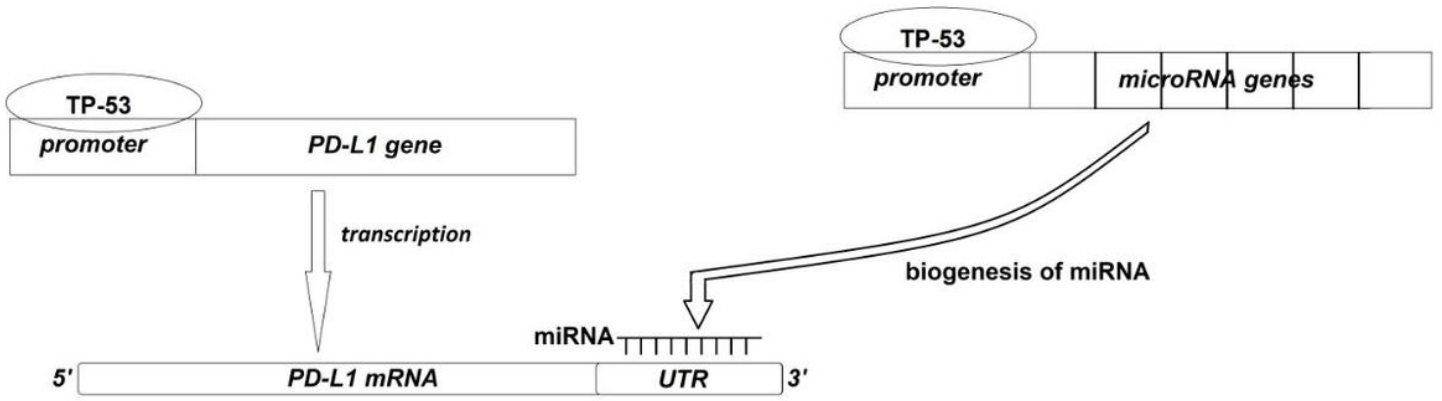 TP-53
promoter
microRNA genes
TP-53
promoter
PD-L1 gene
transcription
biogenesis of miRNA
miRNA
5' PD-L1 mRNA UTR 3'